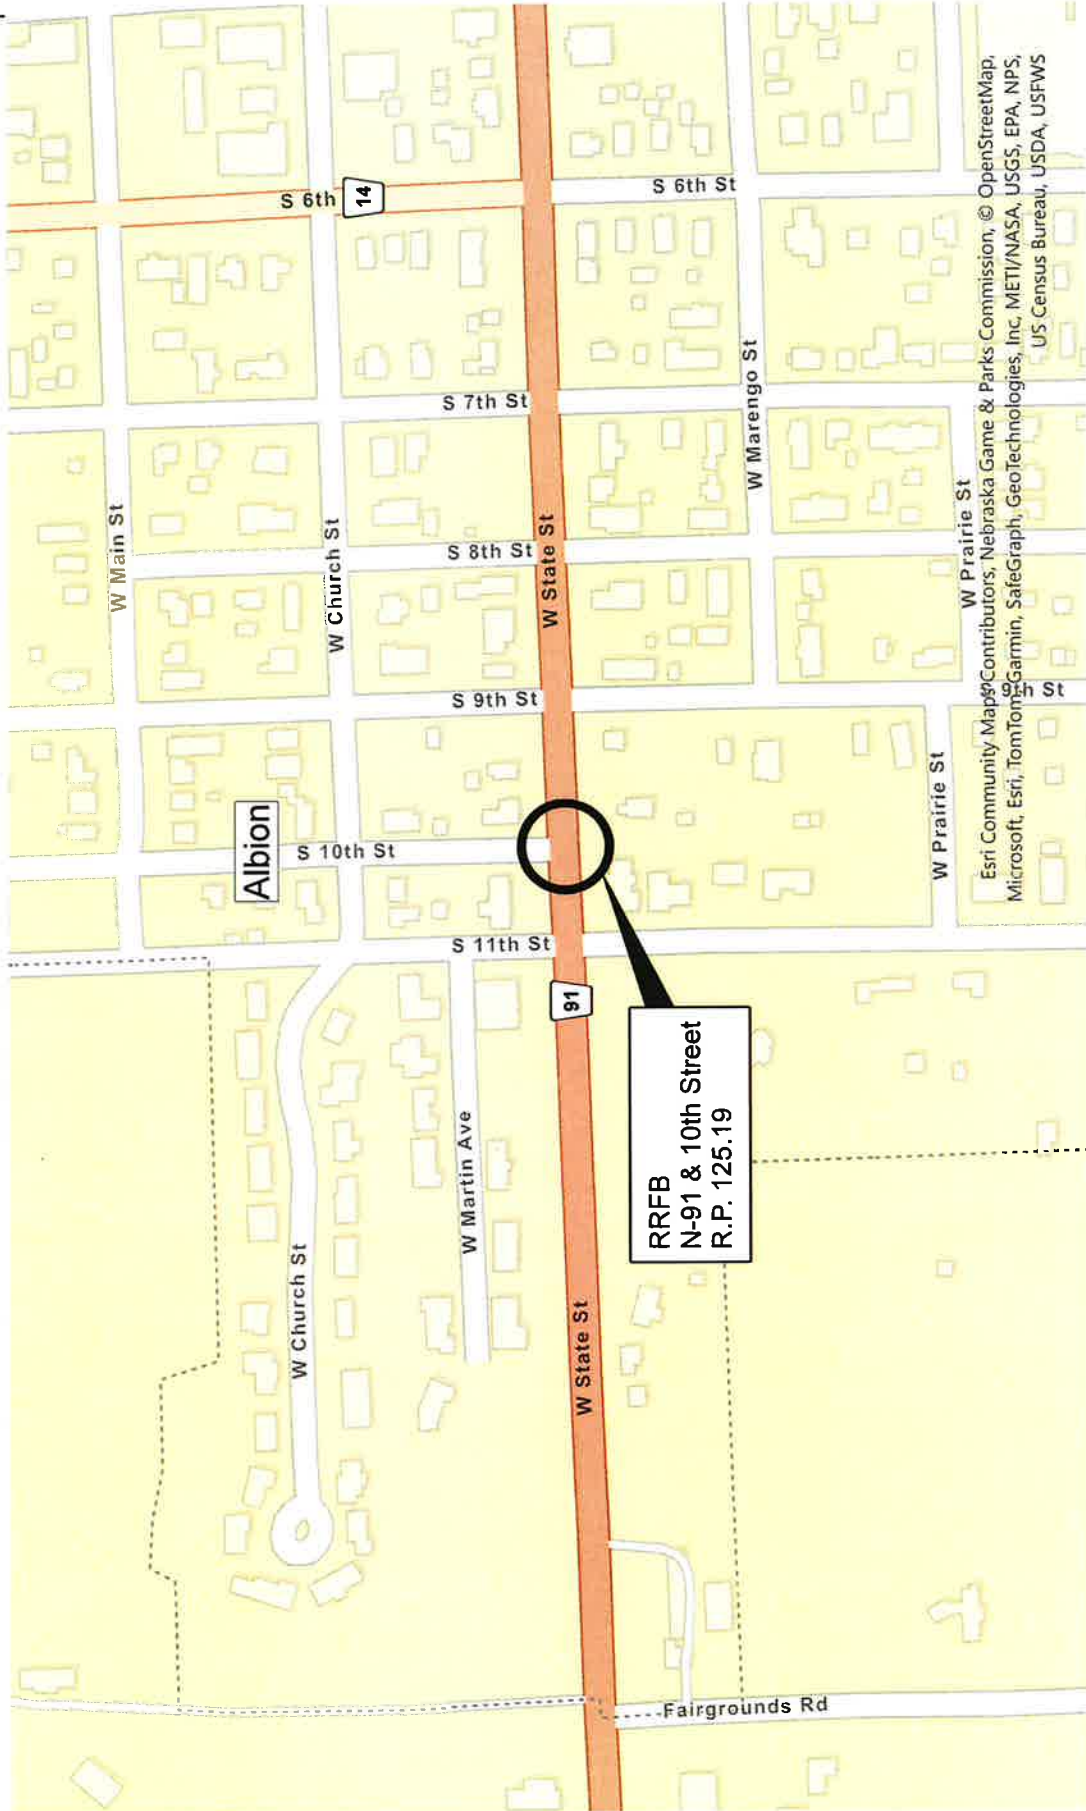 S 6th
14
S 6th St
S 7th St
W Marengo St
W Main St
W Church St
S 8th St
W State St
W Prairie St
S 9th St
S 9th St
Albion
S 10th St
W Prairie St
S 11th St
91
RRFB
N-91 & 10th Street
R.P. 125.19
W Martin Ave
W Church St
W State St
Fairgrounds Rd
Esri Community Maps Contributors, Nebraska Game & Parks Commission, © OpenStreetMap,
Microsoft, Esri, TomTom, Garmin, SafeGraph, GeoTechnologies, Inc, METI/NASA, USGS, EPA, NPS,
US Census Bureau, USDA, USFWS